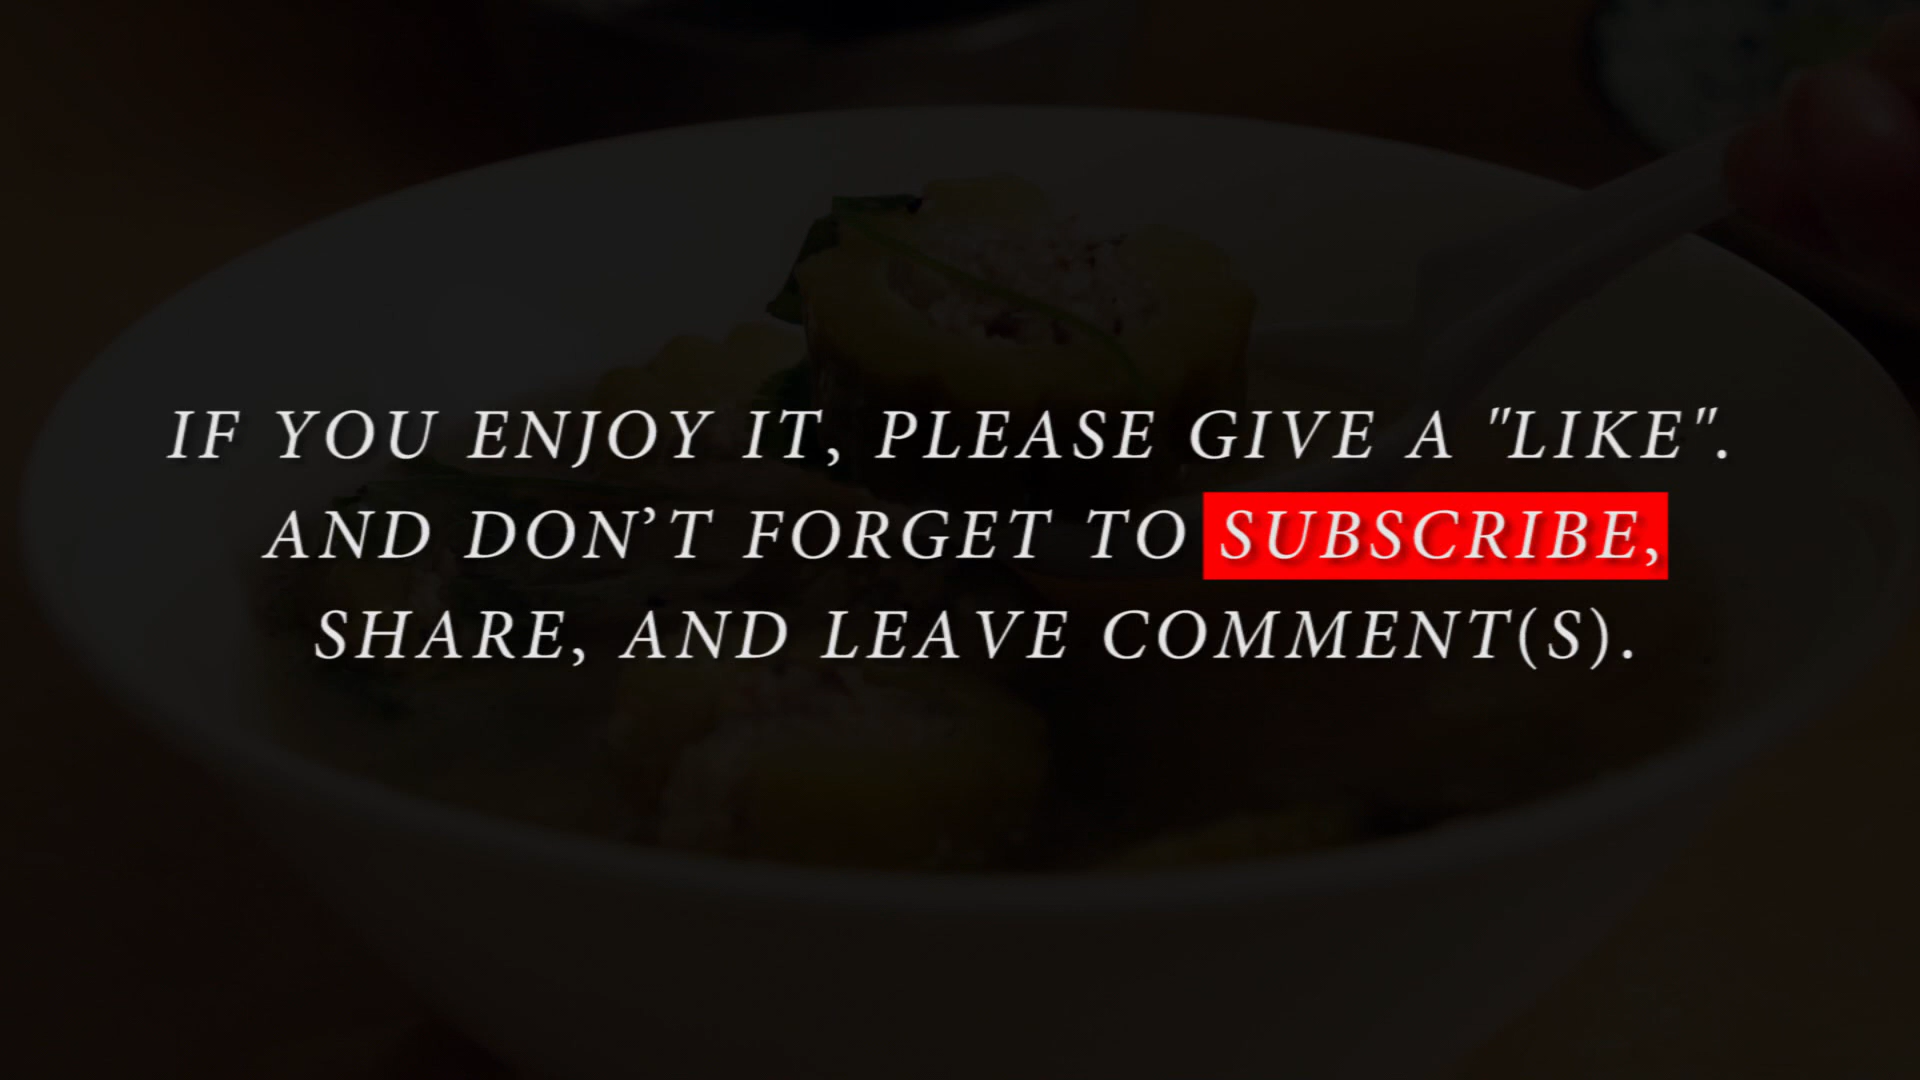 IF YOU ENJOY IT, PLEASE GIVE A "LIKE".
AND DON’T FORGET TO SUBSCRIBE,
SHARE, AND LEAVE COMMENT(S).